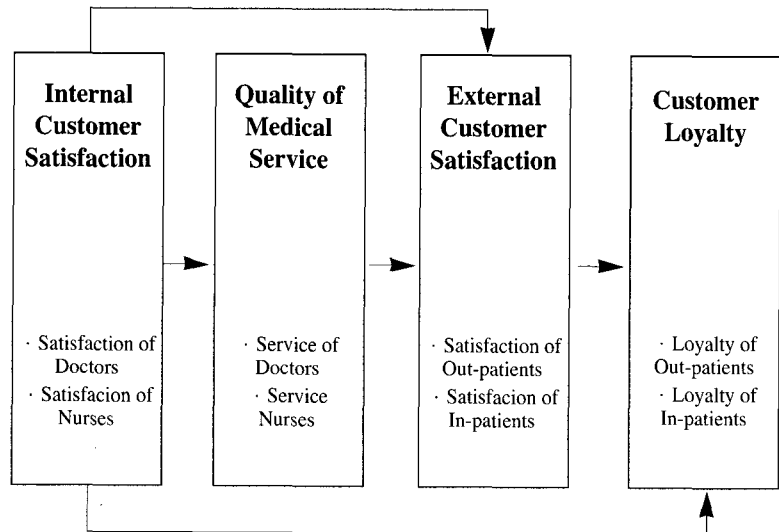 Internal
Customer
Satisfaction
· Satisfaction of
Doctors
· Satisfacion of
Nurses
Quality of
Medical
Service
· Service of
Doctors
· Service
Nurses
External
Customer
Satisfaction
· Satisfaction of
Out-patients
· Satisfacion of
In-patients
Customer
Loyalty
· Loyalty of
Out-patients
· Loyalty of
In-patients